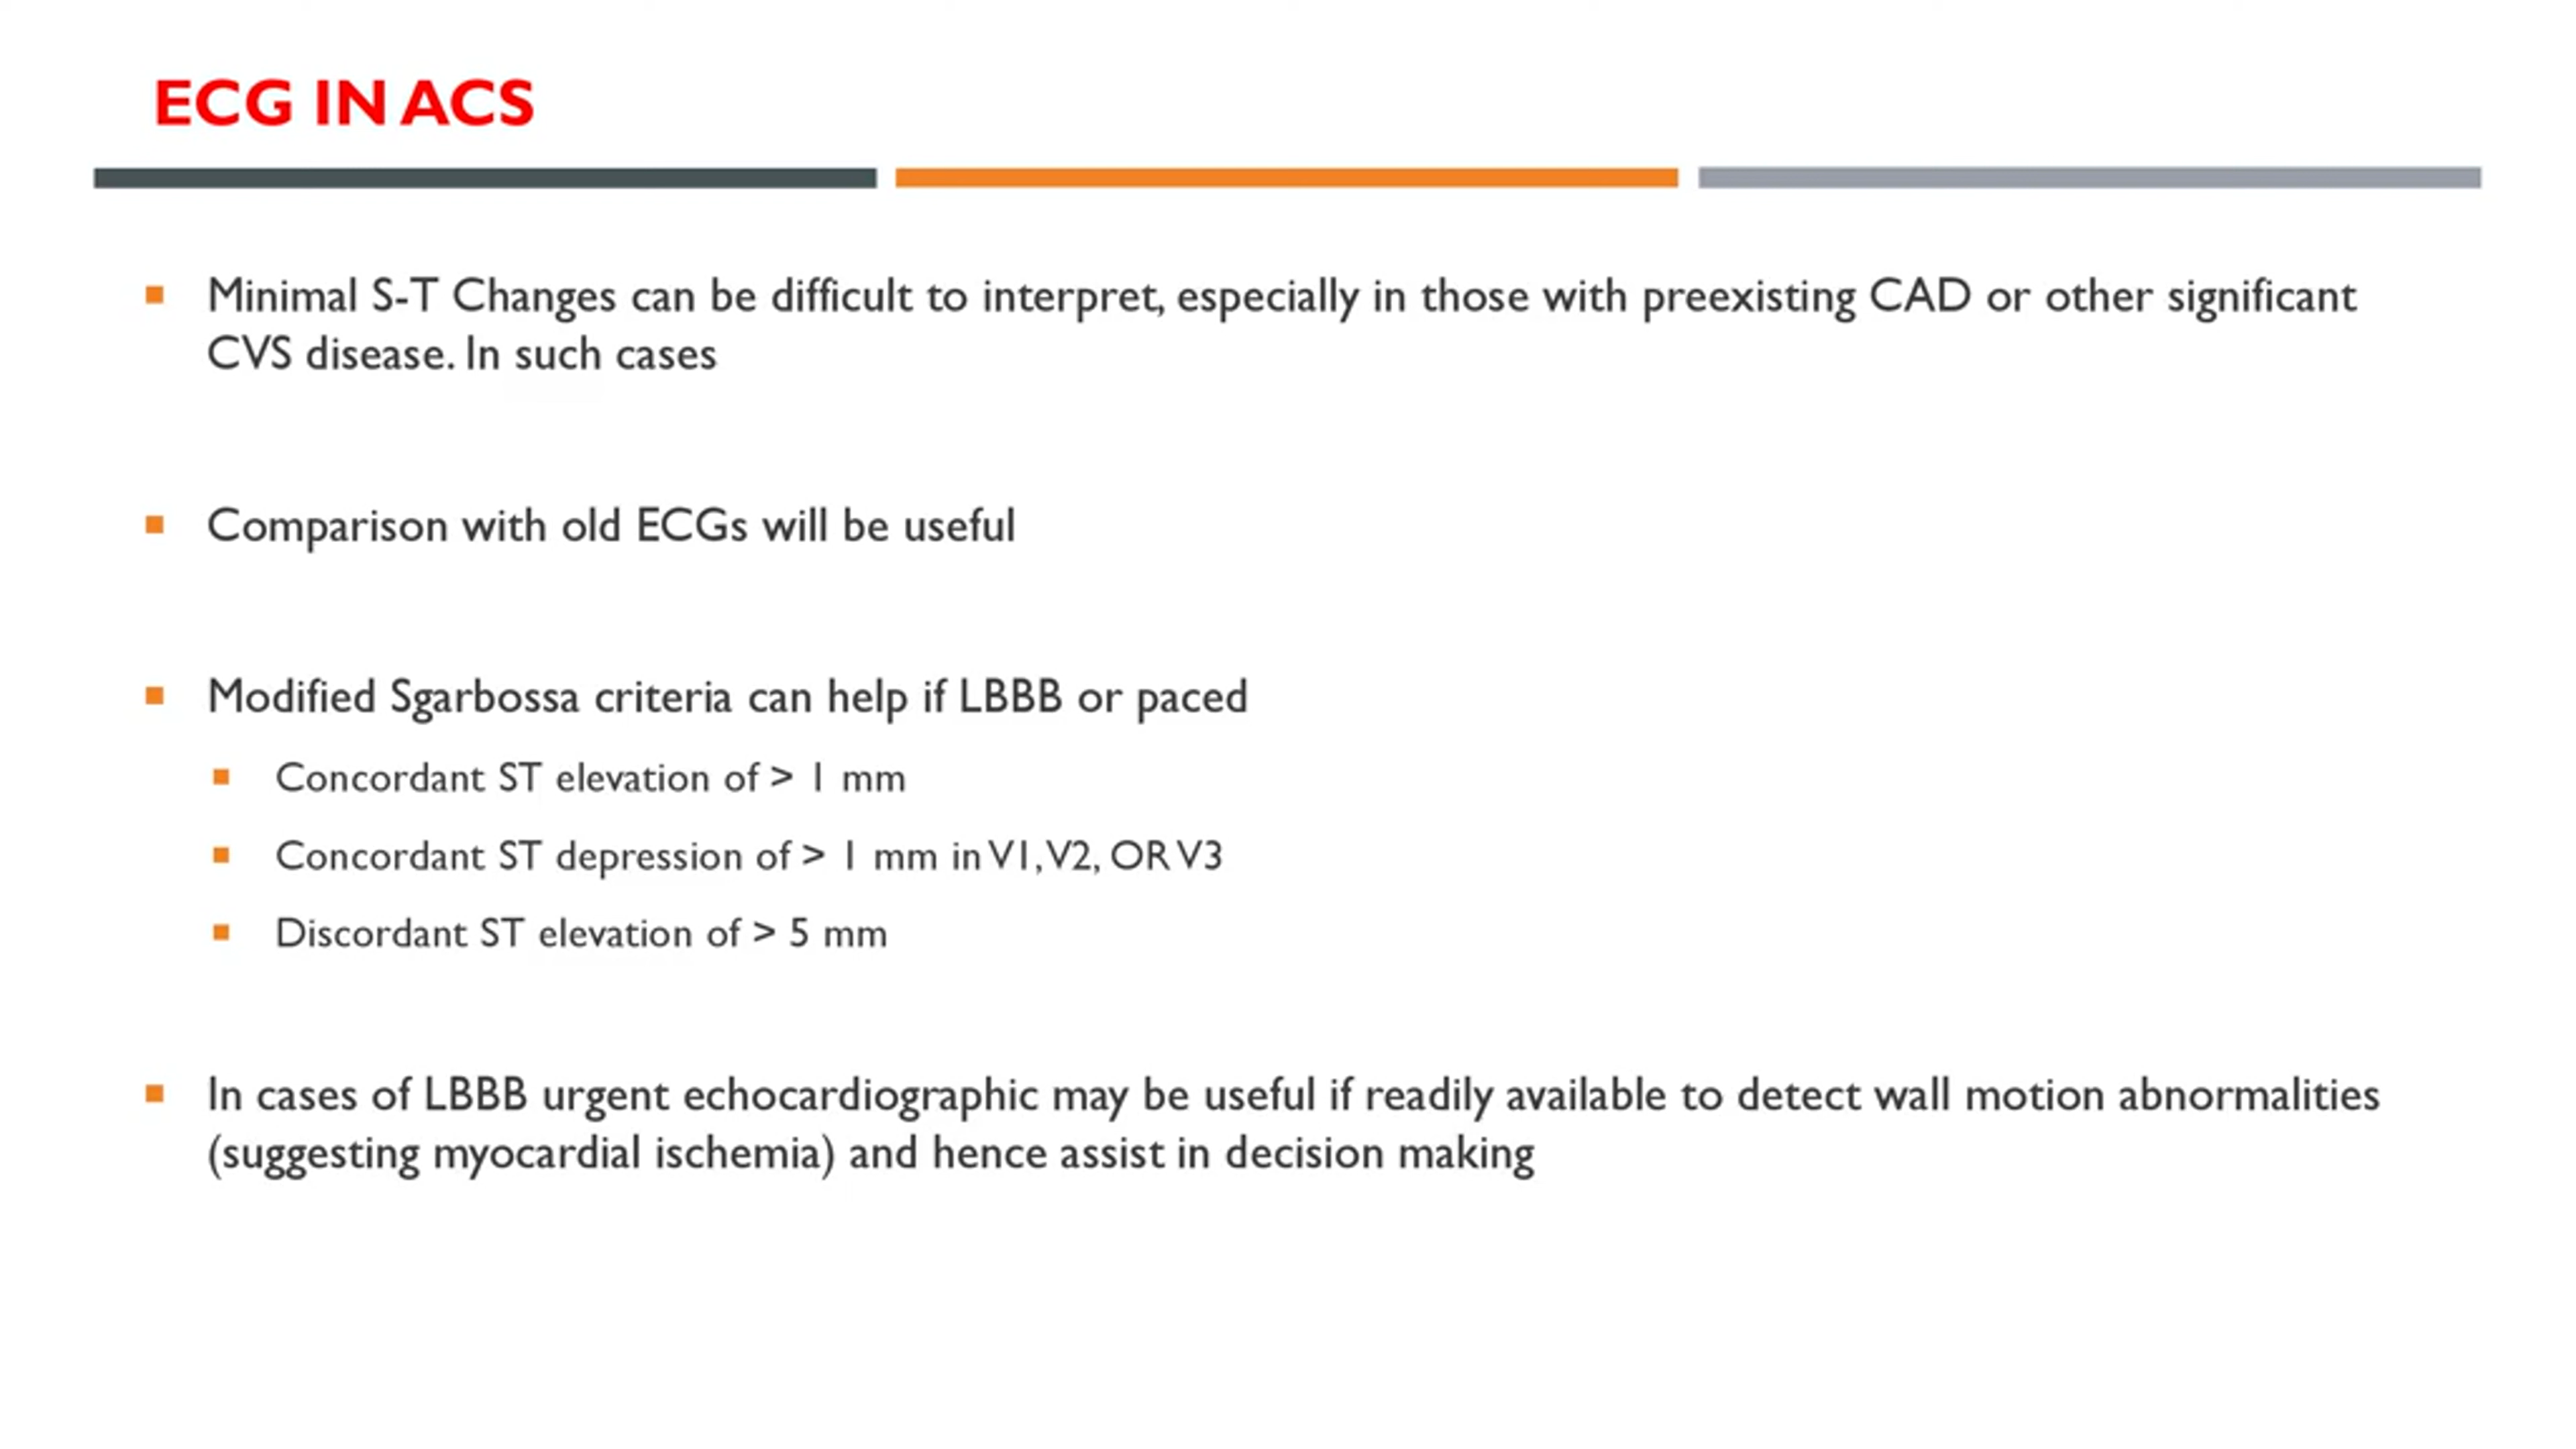 ECG IN ACS
Minimal S-T Changes can be difficult to interpret, especially in those with preexisting CAD or other significant
CVS disease. In such cases
Comparison with old ECGs will be useful
Modified Sgarbossa criteria can help if LBBB or paced
Concordant ST elevation of > 1 mm
Concordant ST depression of > 1 mm in V1, V2, OR V3
Discordant ST elevation of > 5 mm
In cases of LBBB urgent echocardiographic may be useful if readily available to detect wall motion abnormalities
(suggesting myocardial ischemia) and hence assist in decision making